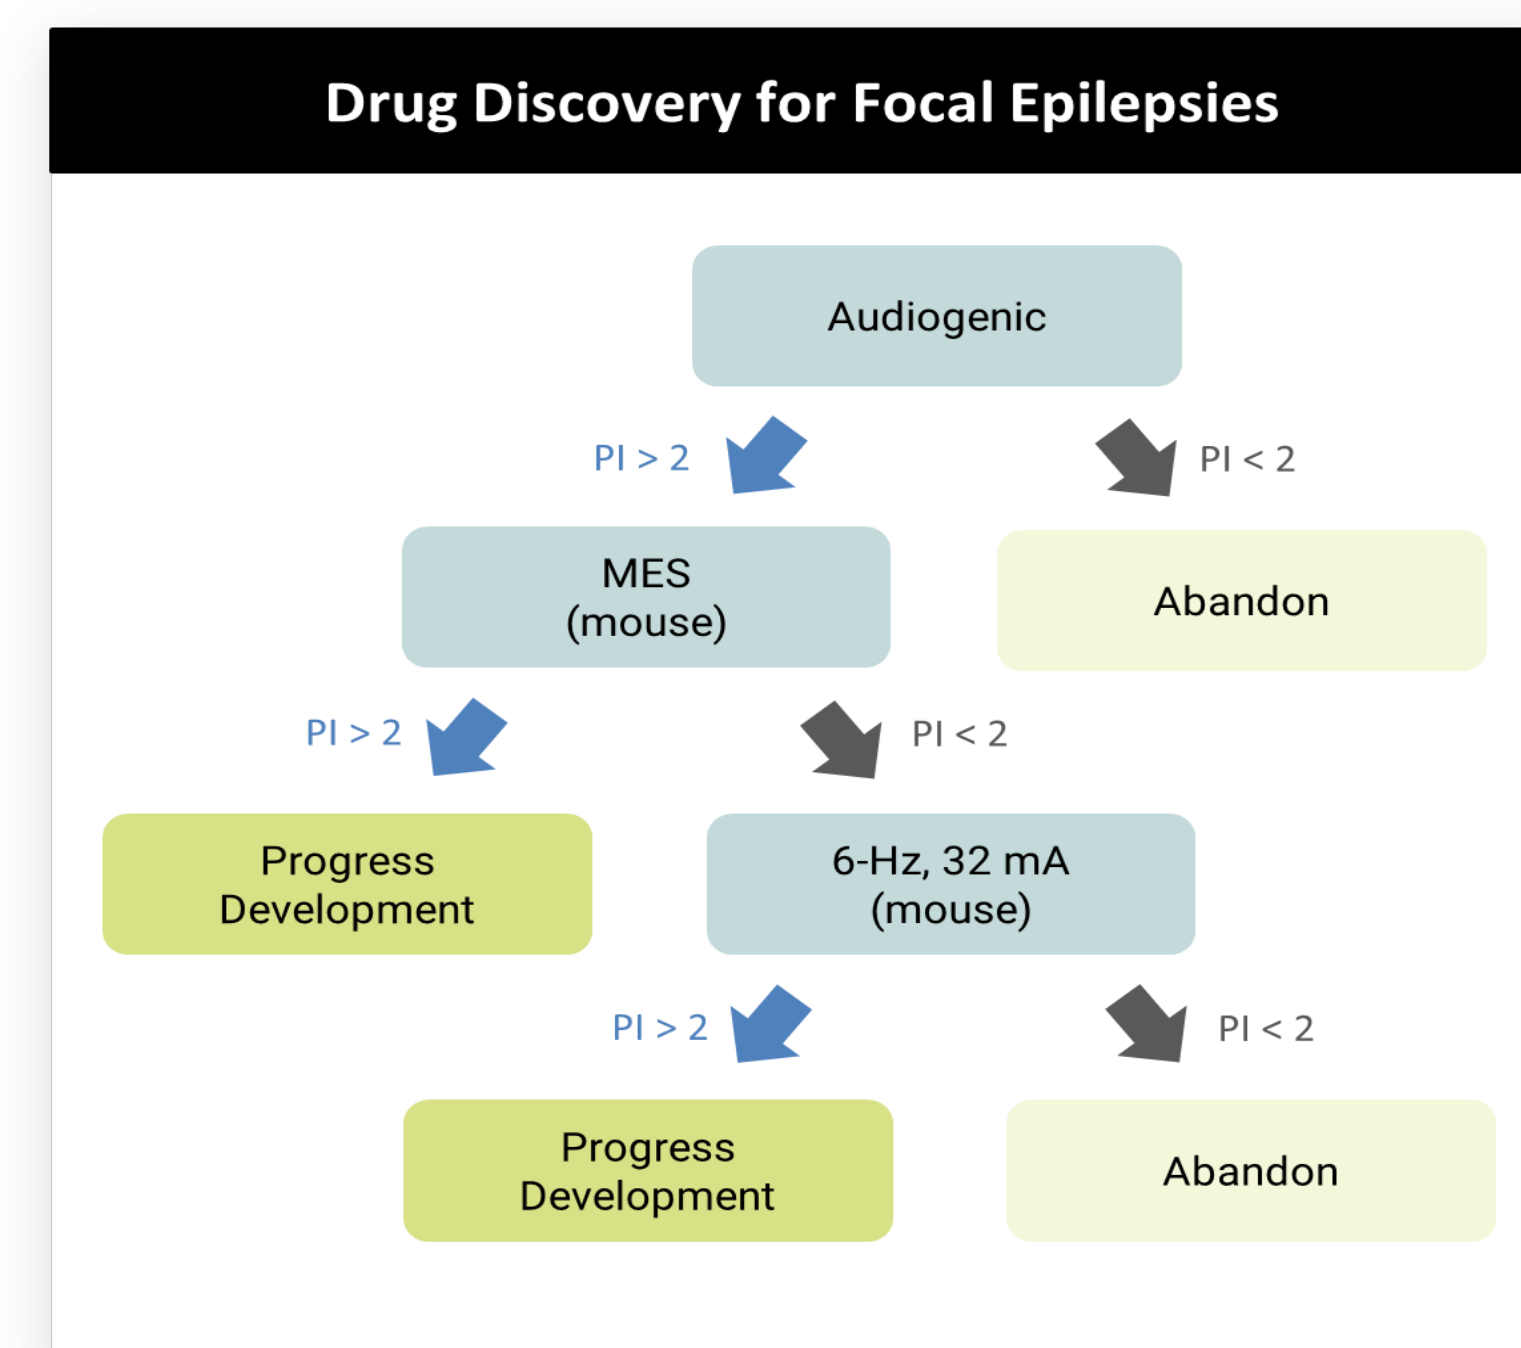 Drug Discovery for Focal Epilepsies
Audiogenic
PI > 2
PI < 2
MES
(mouse)
Abandon
PI > 2
PI < 2
Progress
Development
6-Hz, 32 mA
(mouse)
PI > 2
PI < 2
Progress
Development
Abandon